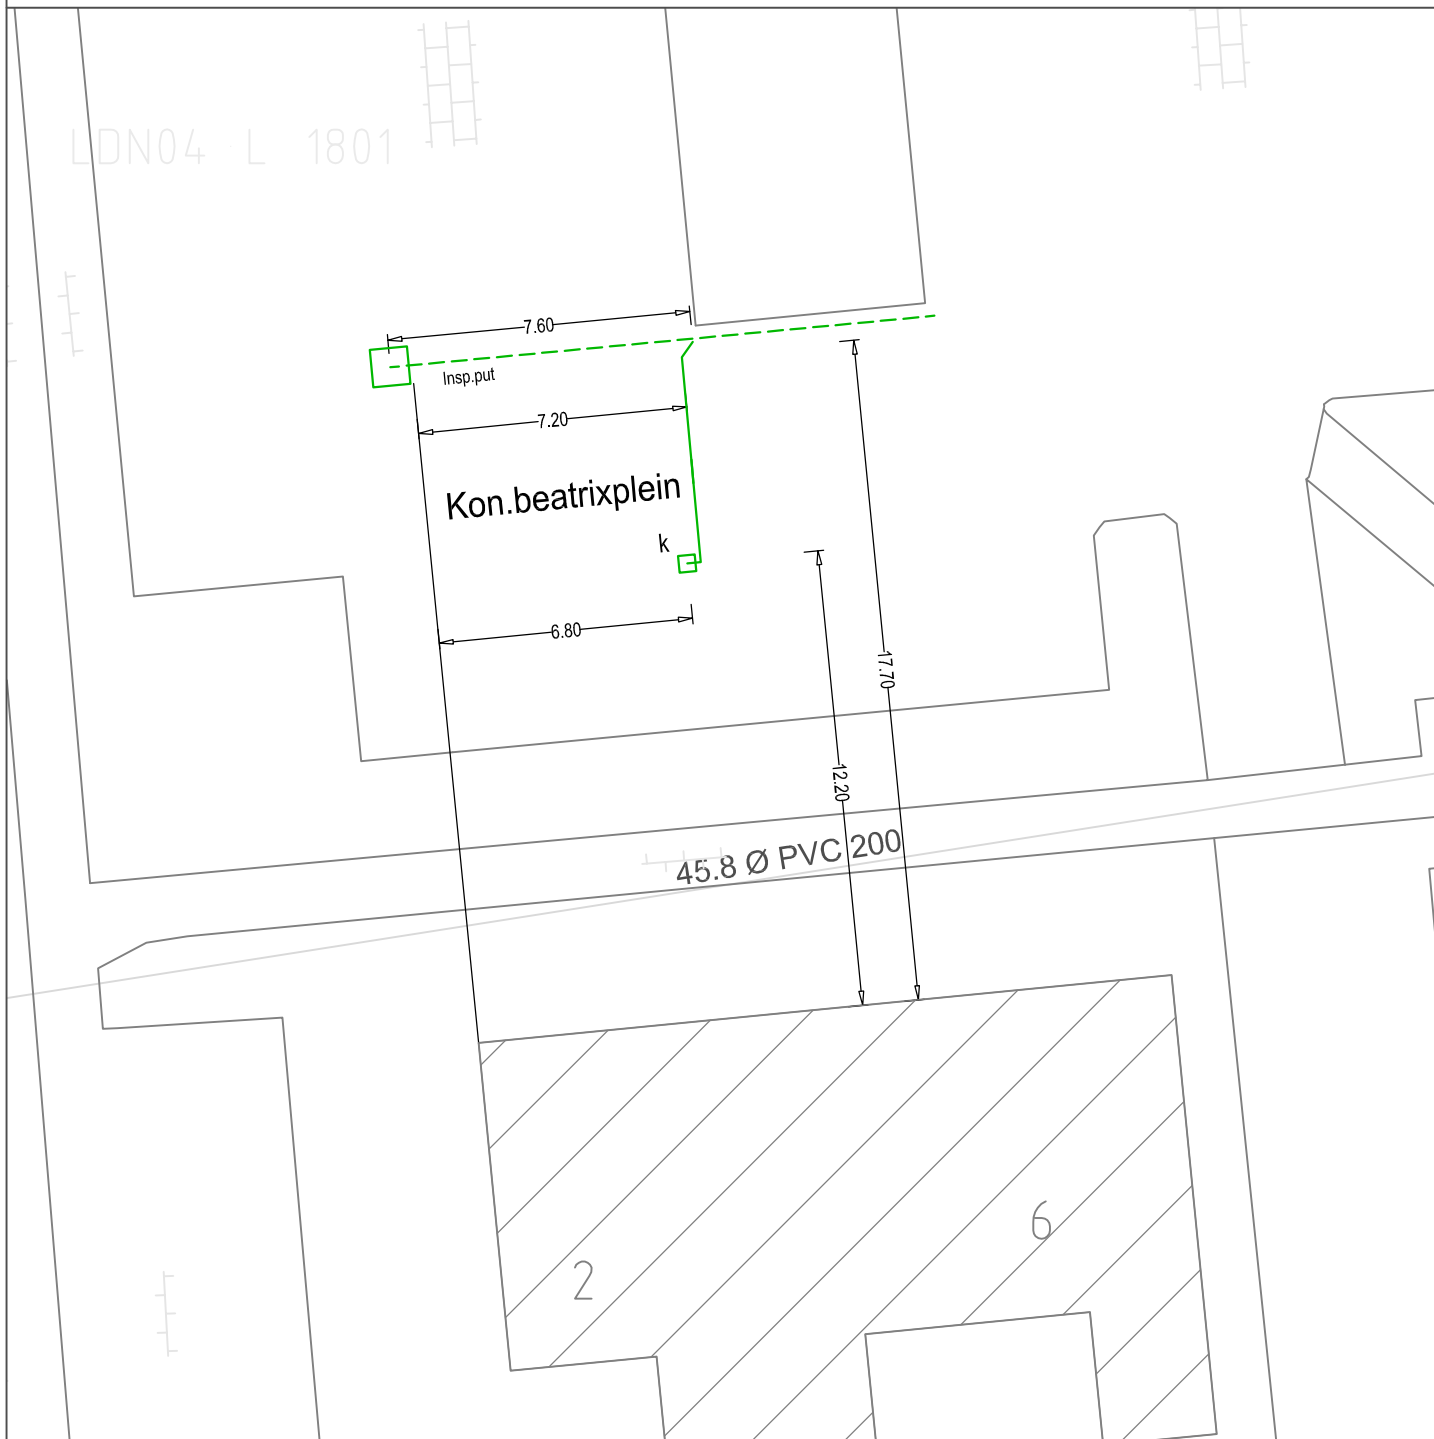 LDN04 L 1801
7.60
Insp.put
7.20
Kon.beatrixplein
k
6.80
17.70
12.20
45.8 Ø PVC 200
6
2